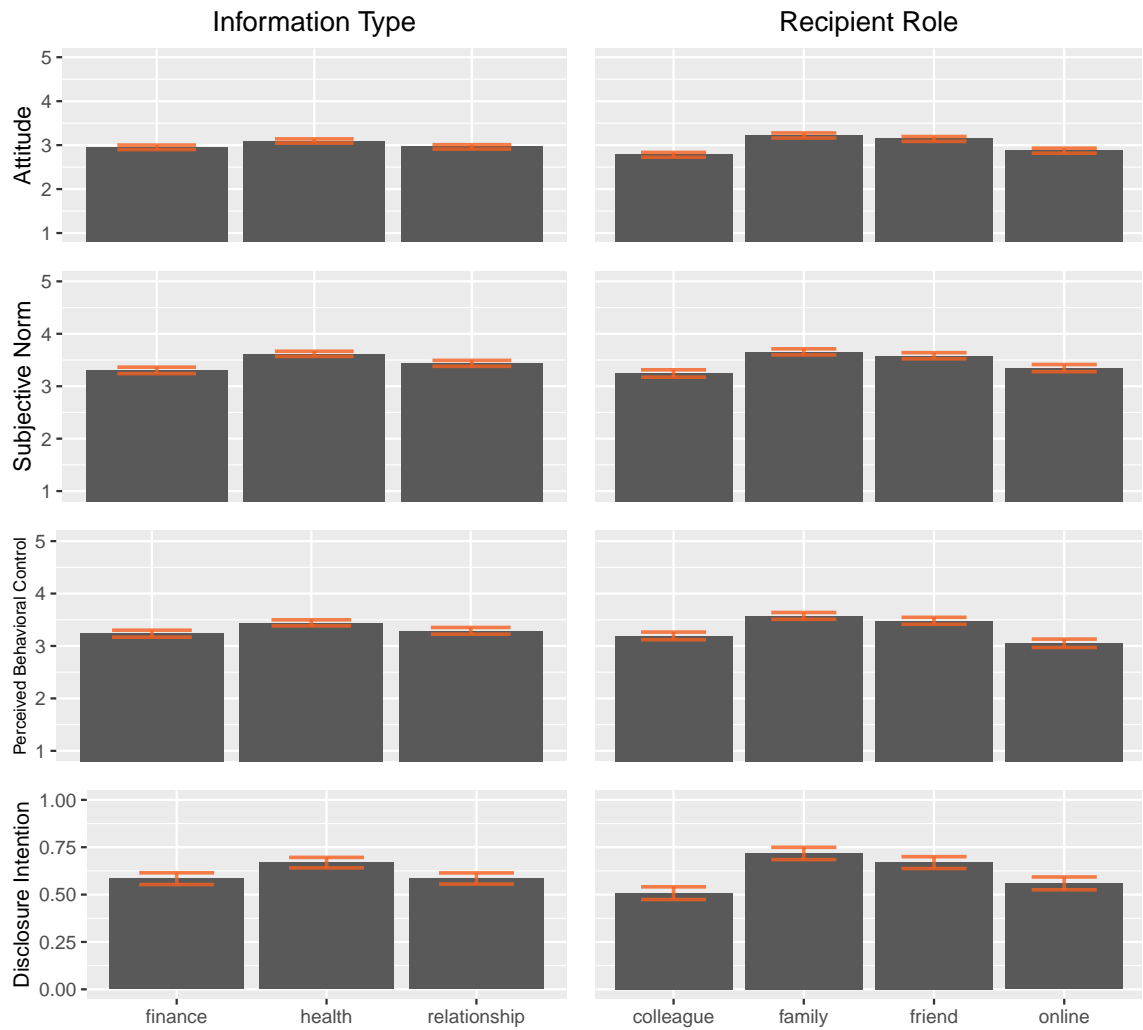 Information Type
Recipient Role
Attitude
5
4
3
2
1
Subjective Norm
5
4
3
2
1
Perceived Behavioral Control
5
4
3
2
1
Disclosure Intention
1.00
0.75
0.50
0.25
0.00
finance health relationship
colleague family friend online